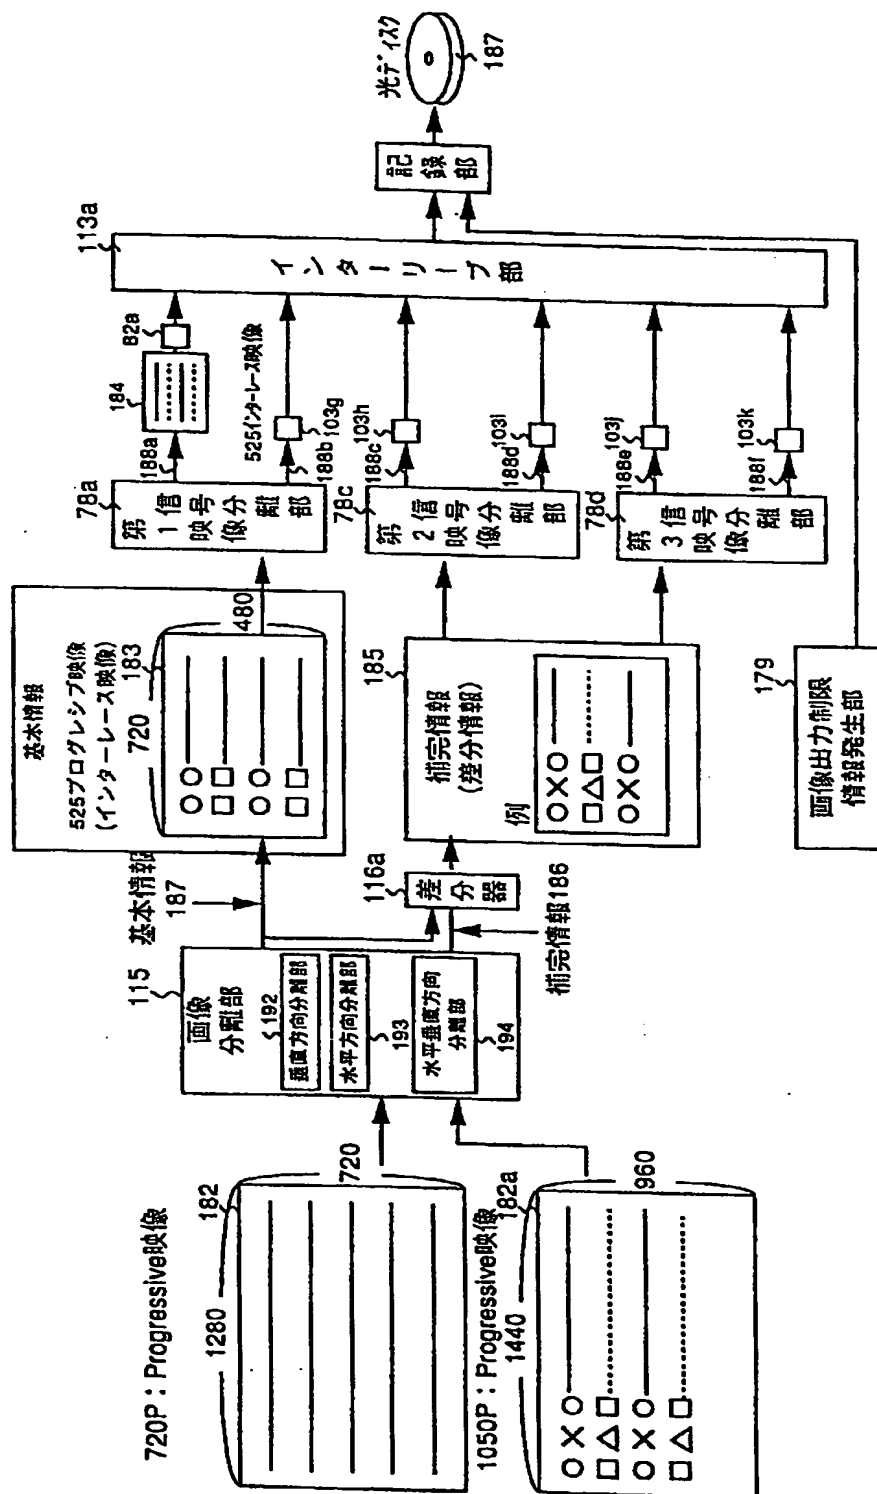 720P：Progressive映像
1280
182
720
1050P：Progressive映像
1440
182a
960
115
画像
分離部
192
垂直方向分離部
水平方向分離部
193
水平垂直方向
分離部
194
基本情報
187
116a
差分器
補完情報186
基本情報
525プログレシブ映像
(インターレース映像)
720
183
480
185
補完情報
(差分情報)
例
179
画像出力制限
情報発生部
78a
第1映像信号分離部
188a
184
82a
525インターレース映像
188b
103g
78c
第2映像信号分離部
188c
103h
188d
103i
78d
第3映像信号分離部
188e
103j
188f
103k
113a
インターリーブ部
記録部
光ディスク
187